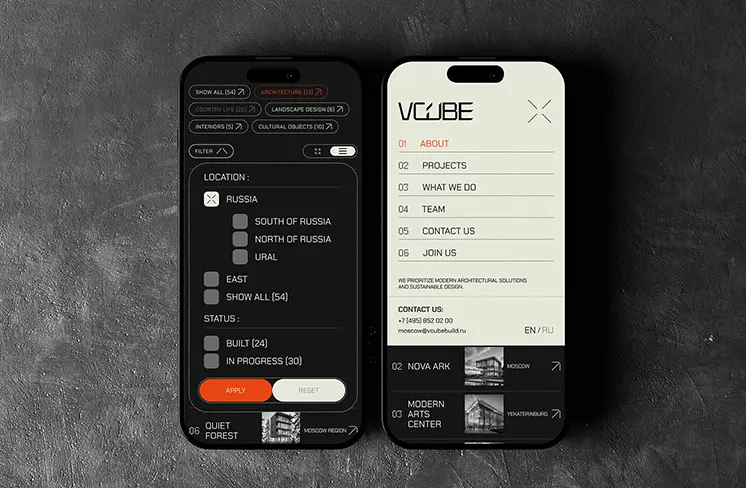 SHOW ALL (54)
ARCHITECTURE (13)
COUNTRY LIFE (20)
LANDSCAPE DESIGN (6)
INTERIORS (5)
CULTURAL OBJECTS (10)
FILTER
LOCATION :
RUSSIA
SOUTH OF RUSSIA
NORTH OF RUSSIA
URAL
EAST
SHOW ALL (54)
STATUS :
BUILT (24)
IN PROGRESS (30)
APPLY
RESET
06 QUIET
FOREST
MOSCOW REGION
VCUBE
01 ABOUT
02 PROJECTS
03 WHAT WE DO
04 TEAM
05 CONTACT US
06 JOIN US
WE PRIORITIZE MODERN ARCHITECTURAL SOLUTIONS
AND SUSTAINABLE DESIGN.
CONTACT US:
+7 (495) 852 02 00
moscow@vcubebuild.ru
EN / RU
02 NOVA ARK MOSCOW
03 MODERN
ARTS
CENTER
YEKATERINBURG